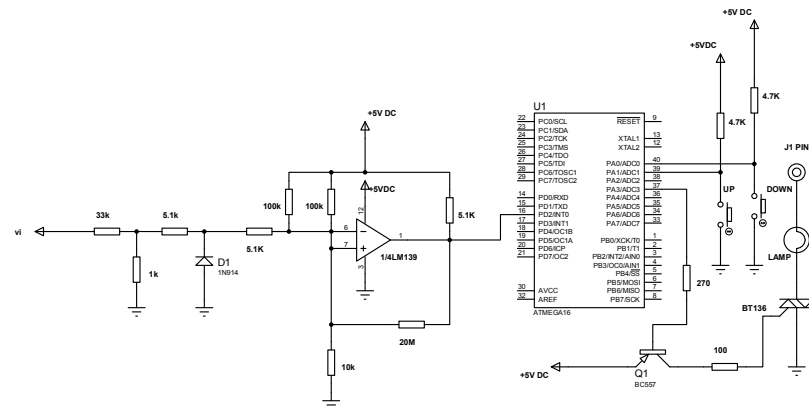 +5V DC
+5VDC
4.7K
4.7K
J1 PIN
U1
22 PC0/SCL RESET 9
23 PC1/SDA
24 PC2/TCK XTAL1 13
25 PC3/TMS XTAL2 12
26 PC4/TDO
27 PC5/TDI PA0/ADC0 40
28 PC6/TOSC1 PA1/ADC1 39
29 PC7/TOSC2 PA2/ADC2 38
PA3/ADC3 37
14 PD0/RXD PA4/ADC4 36
15 PD1/TXD PA5/ADC5 35
16 PD2/INT0 PA6/ADC6 34
17 PD3/INT1 PA7/ADC7 33
18 PD4/OC1B
19 PD5/OC1A PB0/XCK/T0 1
20 PD6/ICP PB1/T1 2
21 PD7/OC2 PB2/INT2/AIN0 3
PB3/OC0/AIN1 4
PB4/SS 5
PB5/MOSI 6
30 AVCC PB6/MISO 7
32 AREF PB7/SCK 8
ATMEGA16
UP
DOWN
LAMP
+5V DC
+5VDC
100k
100k
12
5.1K
33k
5.1k
5.1K
vi
6
7
1
3
1/4LM139
1k
D1
1N914
20M
10k
270
BT136
100
+5V DC
Q1
BC557